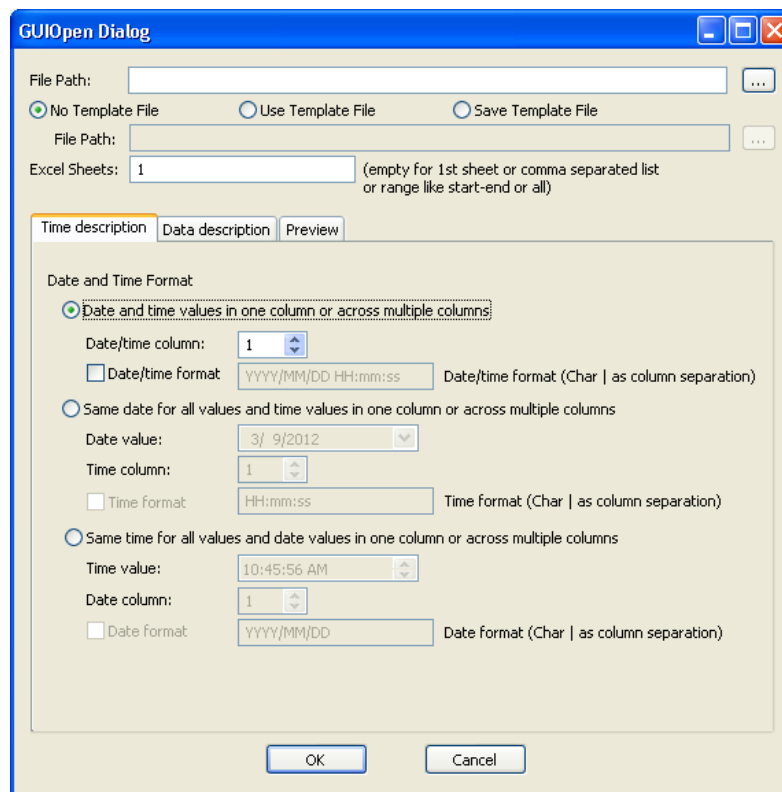 GUIOpen Dialog
File Path:
...
No Template File Use Template File Save Template File
File Path:
...
Excel Sheets: 1 (empty for 1st sheet or comma separated list
or range like start-end or all)
Time description Data description Preview
Date and Time Format
Date and time values in one column or across multiple columns
Date/time column: 1
Date/time format YYYY/MM/DD HH:mm:ss Date/time format (Char | as column separation)
Same date for all values and time values in one column or across multiple columns
Date value: 3/ 9/2012
Time column: 1
Time format HH:mm:ss Time format (Char | as column separation)
Same time for all values and date values in one column or across multiple columns
Time value: 10:45:56 AM
Date column: 1
Date format YYYY/MM/DD Date format (Char | as column separation)
OK Cancel